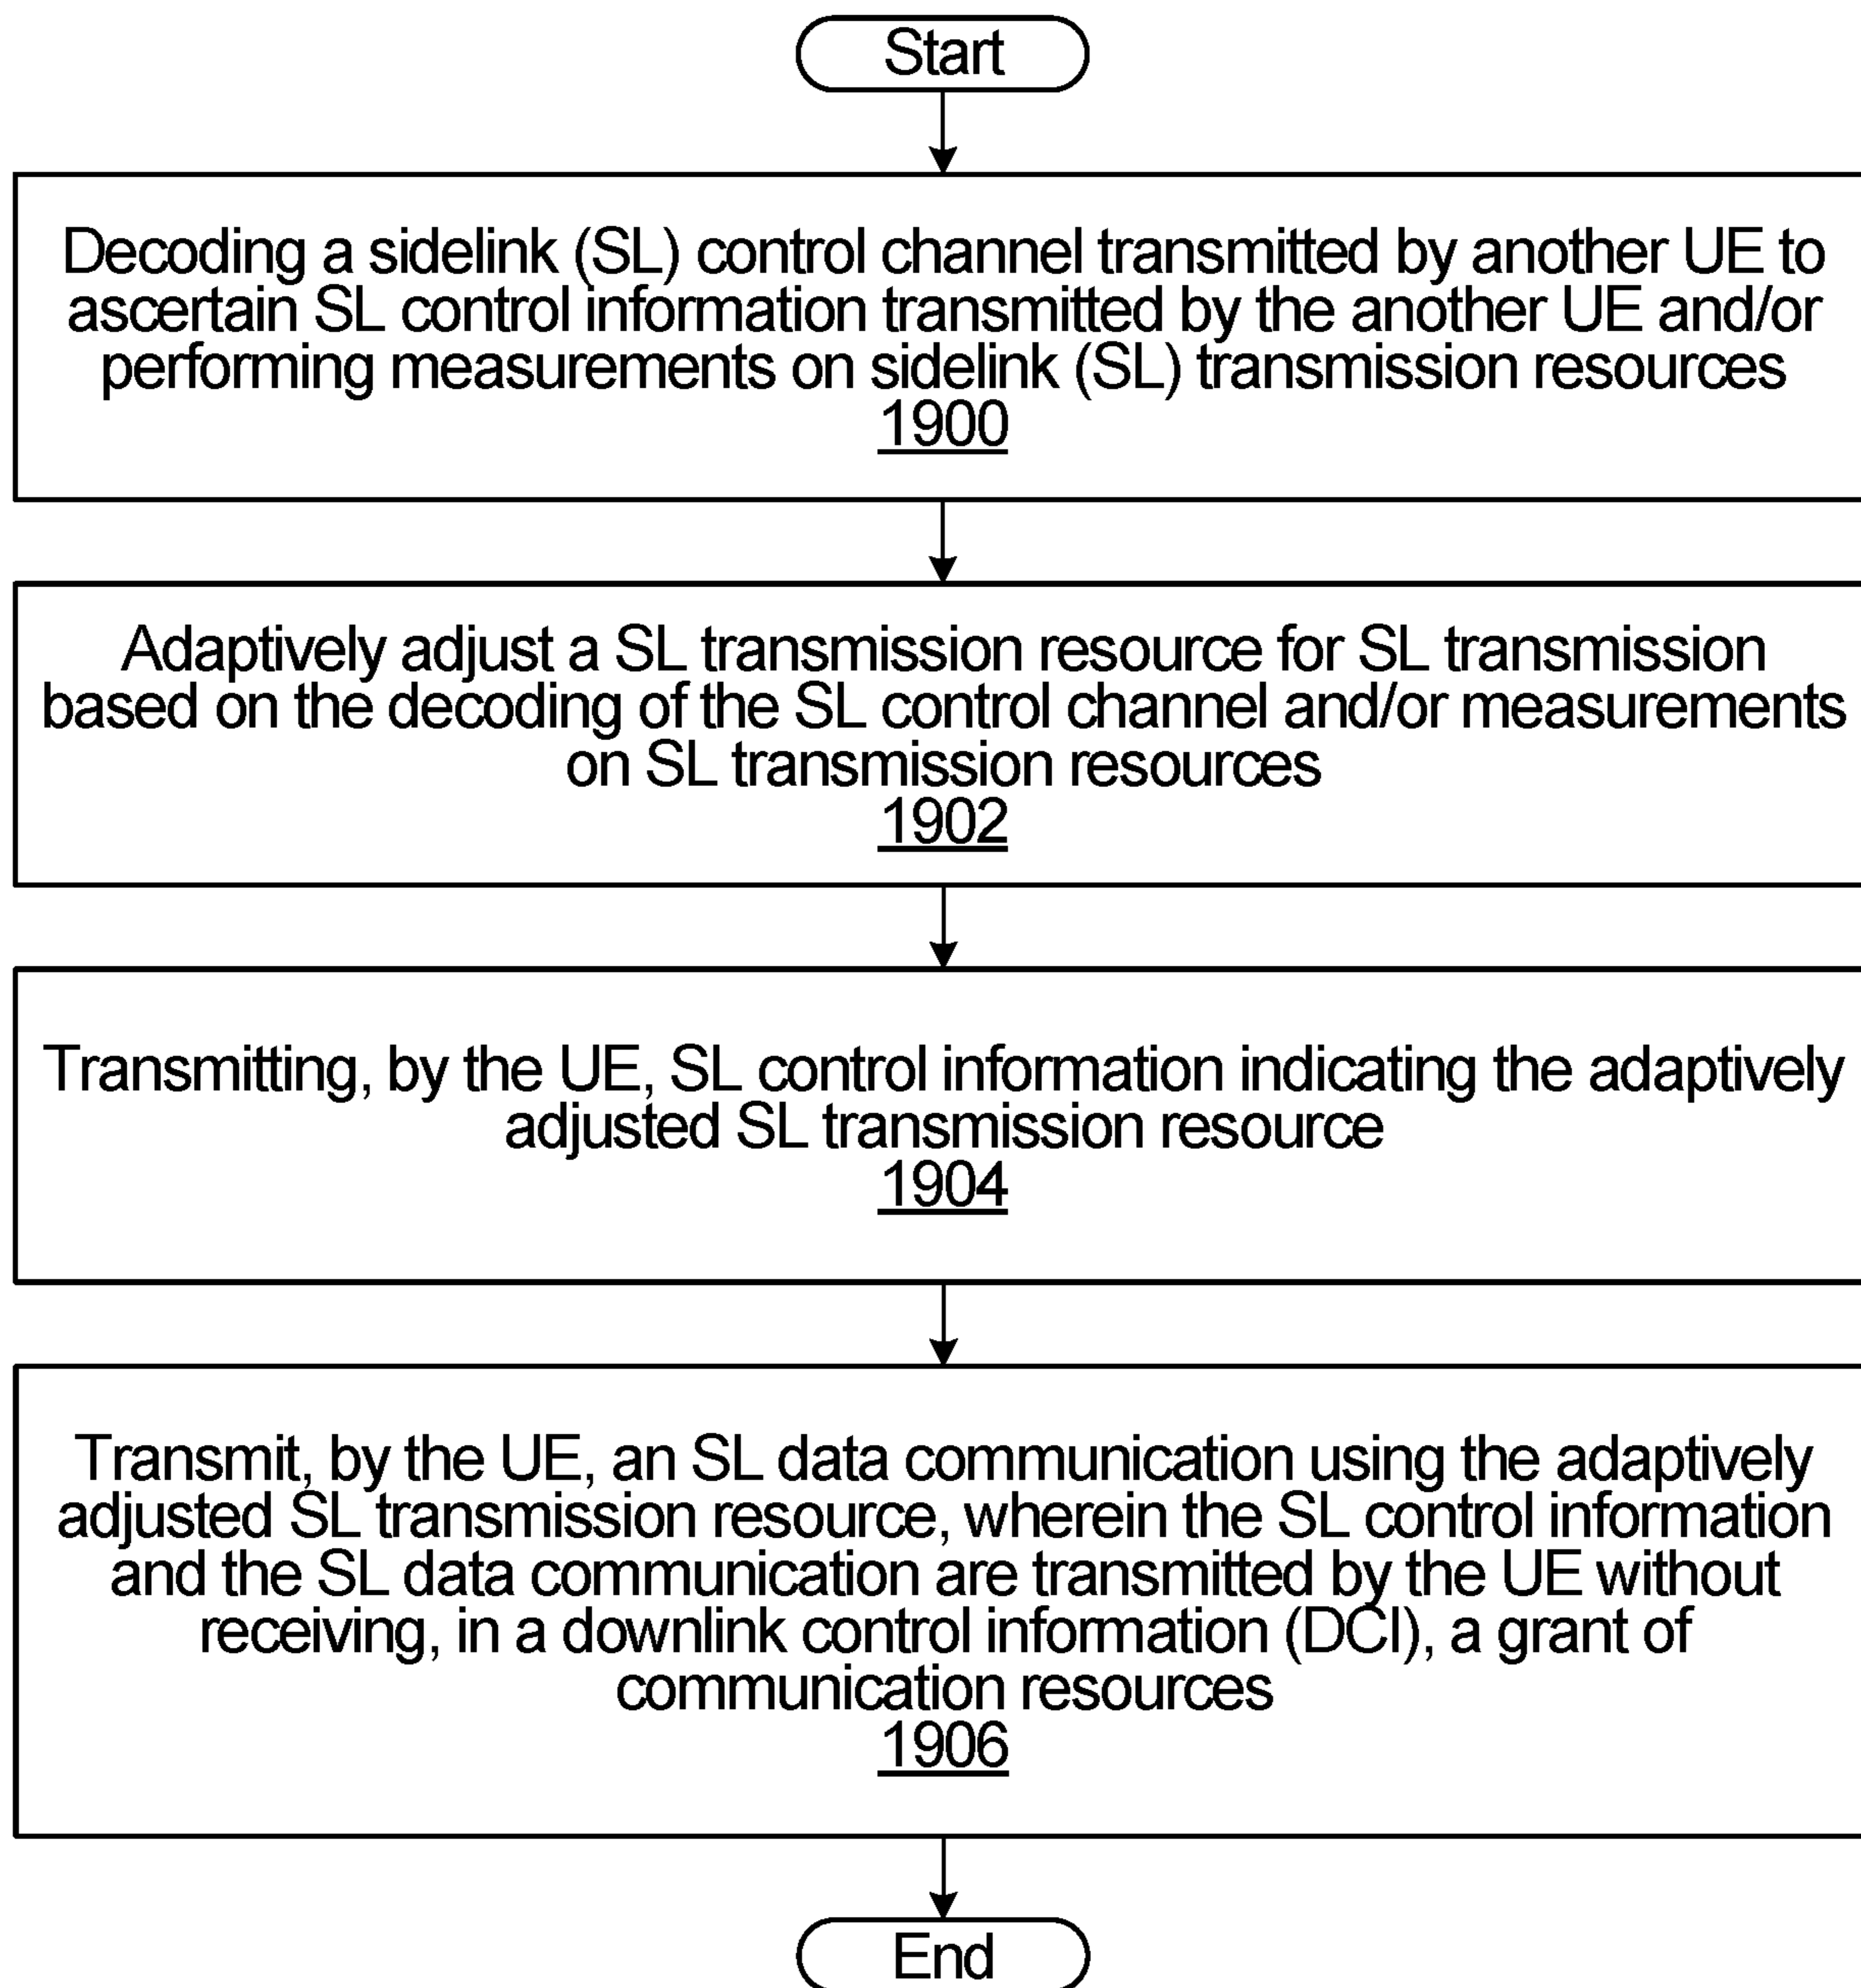 Start
Decoding a sidelink (SL) control channel transmitted by another UE to
ascertain SL control information transmitted by the another UE and/or
performing measurements on sidelink (SL) transmission resources
1900
Adaptively adjust a SL transmission resource for SL transmission
based on the decoding of the SL control channel and/or measurements
on SL transmission resources
1902
Transmitting, by the UE, SL control information indicating the adaptively
adjusted SL transmission resource
1904
Transmit, by the UE, an SL data communication using the adaptively
adjusted SL transmission resource, wherein the SL control information
and the SL data communication are transmitted by the UE without
receiving, in a downlink control information (DCI), a grant of
communication resources
1906
End